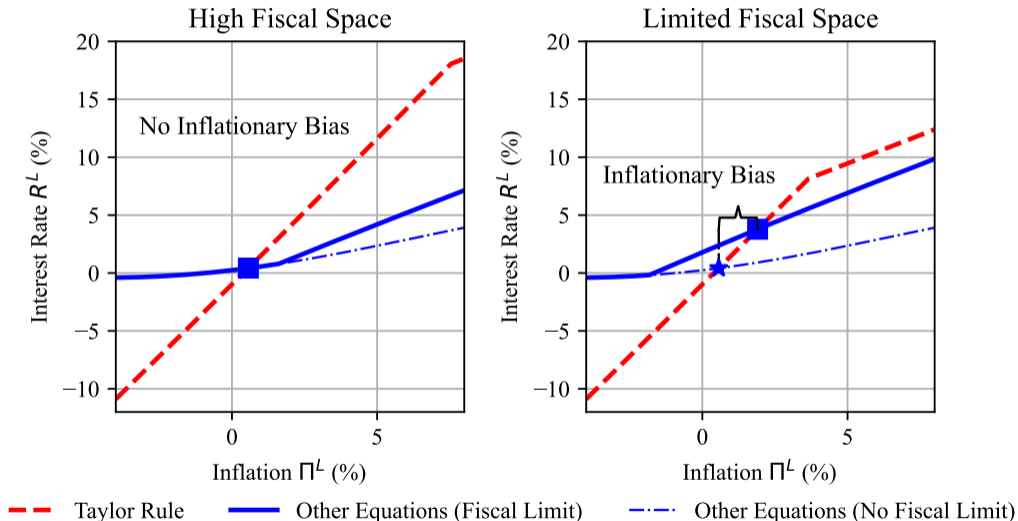 High Fiscal Space
20
15
10
5
0
−5
−10
No Inflationary Bias
Interest Rate R^L (%)
0
5
Inflation Π^L (%)
Limited Fiscal Space
20
15
10
5
0
−5
−10
Inflationary Bias
Interest Rate R^L (%)
0
5
Inflation Π^L (%)
Taylor Rule
Other Equations (Fiscal Limit)
Other Equations (No Fiscal Limit)